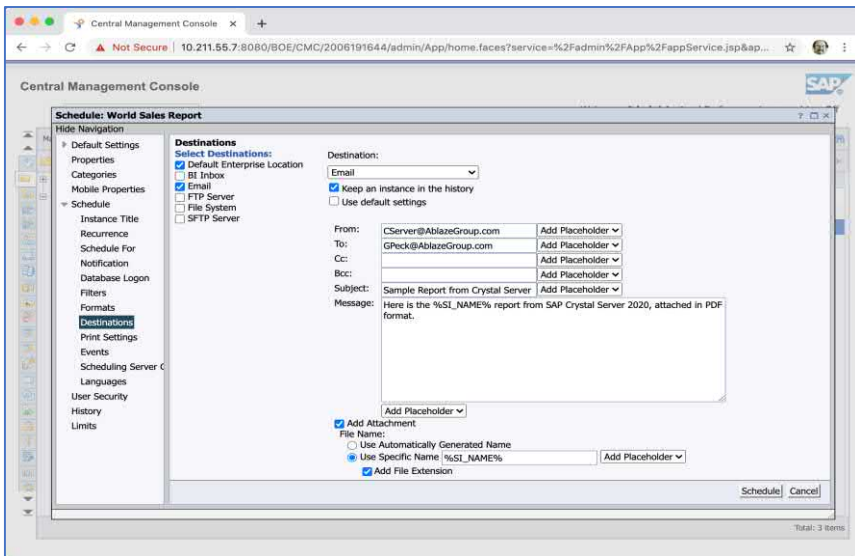 Central Management Console
Not Secure | 10.211.55.7:8080/BOE/CMC/2006191644/admin/App/home.faces?service=%2Fadmin%2FApp%2FappService.jsp&ap...
Central Management Console
SAP
Schedule: World Sales Report
Hide Navigation
Default Settings
Properties
Categories
Mobile Properties
Schedule
Instance Title
Recurrence
Schedule For
Notification
Database Logon
Filters
Formats
Destinations
Print Settings
Events
Scheduling Server
Languages
User Security
History
Limits
Destinations
Select Destinations:
Default Enterprise Location
BI Inbox
Email
FTP Server
File System
SFTP Server
Destination:
Email
Keep an instance in the history
Use default settings
From: CServer@AblazeGroup.com Add Placeholder
To: GPeck@AblazeGroup.com Add Placeholder
Cc: Add Placeholder
Bcc: Add Placeholder
Subject: Sample Report from Crystal Server Add Placeholder
Message: Here is the %SI_NAME% report from SAP Crystal Server 2020, attached in PDF
format.
Add Placeholder
Add Attachment
File Name:
Use Automatically Generated Name
Use Specific Name %SI_NAME% Add Placeholder
Add File Extension
Schedule Cancel
Total: 3 items